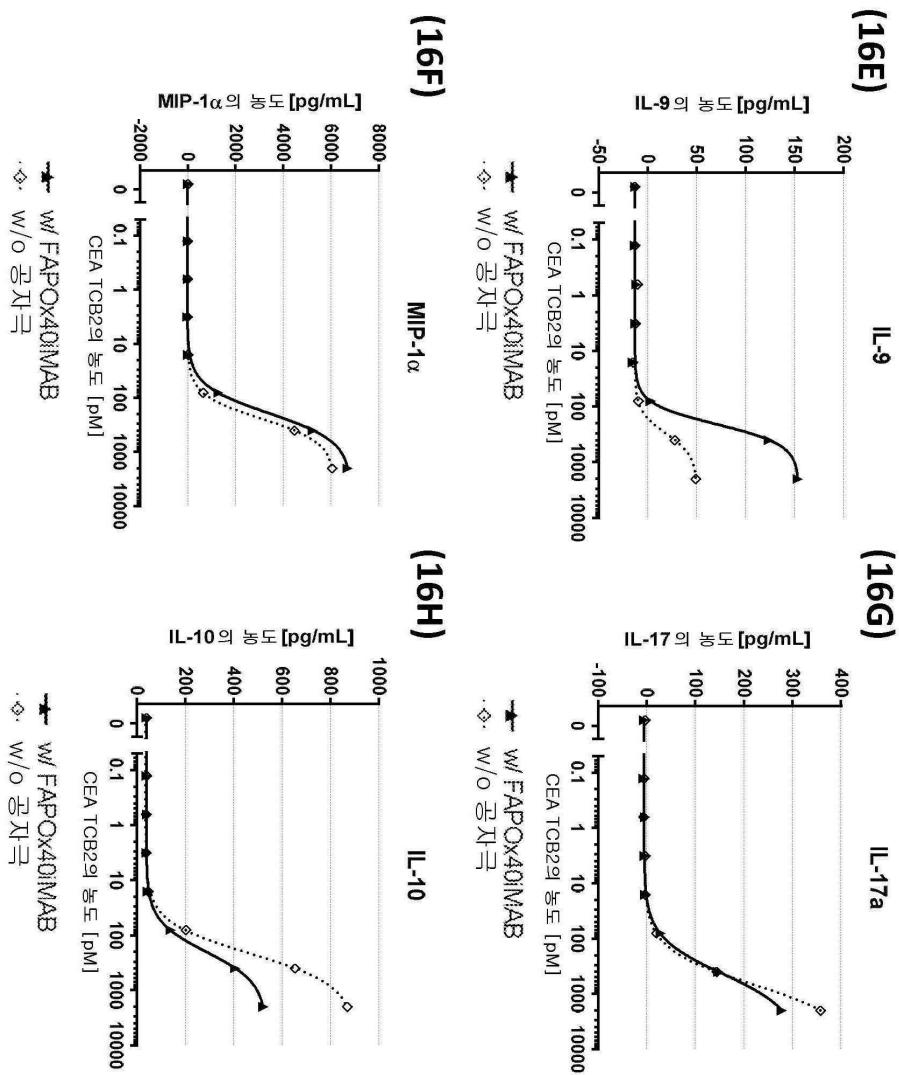 (16E)
IL-9
IL-9의 농도 [pg/mL]
200
150
100
50
0
-50
0
0.1
1
10
100
1000
10000
CEA TCB2의 농도 [pM]
w/ FAPOx40iMAB
w/o 공자극
(16G)
IL-17a
IL-17의 농도 [pg/mL]
400
300
200
100
0
-100
0
0.1
1
10
100
1000
10000
CEA TCB2의 농도 [pM]
w/ FAPOx40iMAB
w/o 공자극
(16F)
MIP-1α
MIP-1α의 농도 [pg/mL]
8000
6000
4000
2000
0
-2000
0
0.1
1
10
100
1000
10000
CEA TCB2의 농도 [pM]
w/ FAPOx40iMAB
w/o 공자극
(16H)
IL-10
IL-10의 농도 [pg/mL]
1000
800
600
400
200
0
0
0.1
1
10
100
1000
10000
CEA TCB2의 농도 [pM]
w/ FAPOx40iMAB
w/o 공자극